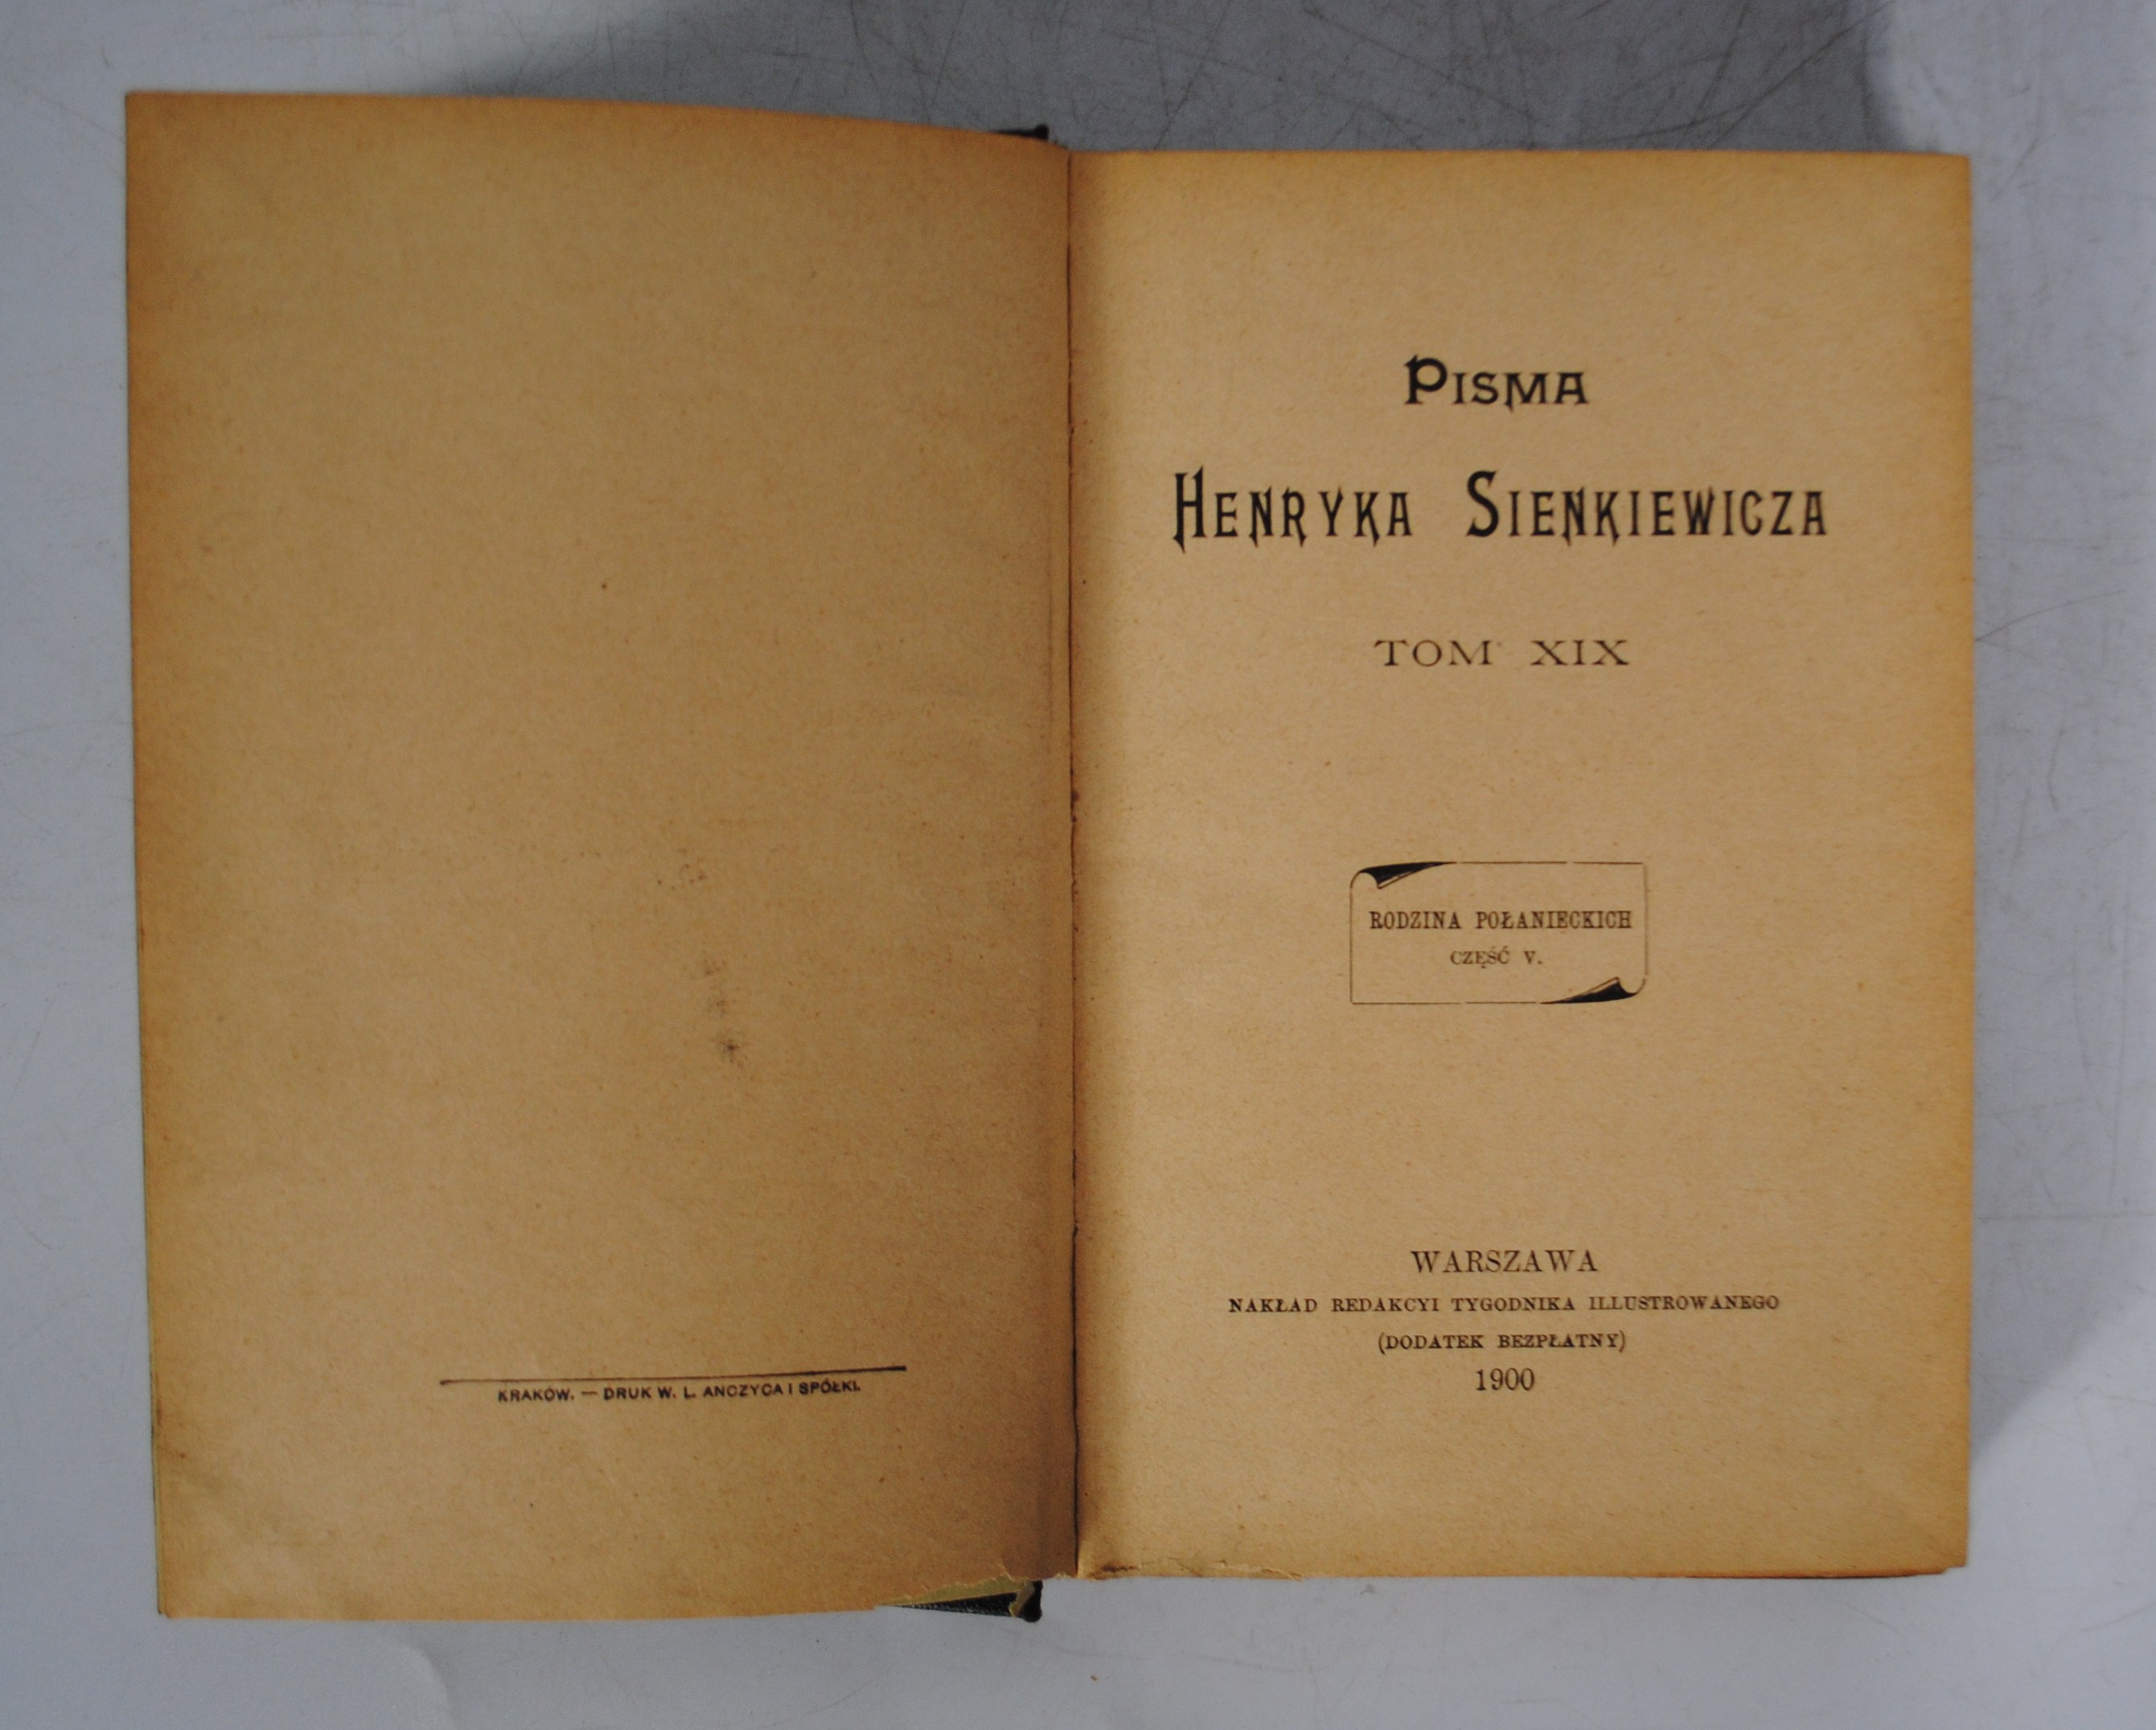 KRAKÓW. — DRUK W. L. ANCZYCA I SPÓŁKI.
PISMA
HENRYKA SIENKIEWICZA
TOM XIX
RODZINA POŁANIECKICH
CZĘŚĆ V.
WARSZAWA
NAKŁAD REDAKCYI TYGODNIKA ILLUSTROWANEGO
(DODATEK BEZPŁATNY)
1900